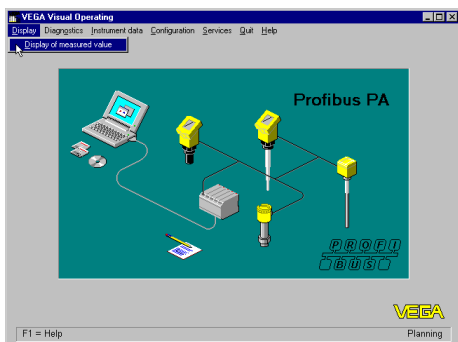 VEGA Visual Operating
Display Diagnostics Instrument data Configuration Services Quit Help
Display of measured value
Profibus PA
PROFI
BUS
VEGA
F1 = Help Planning